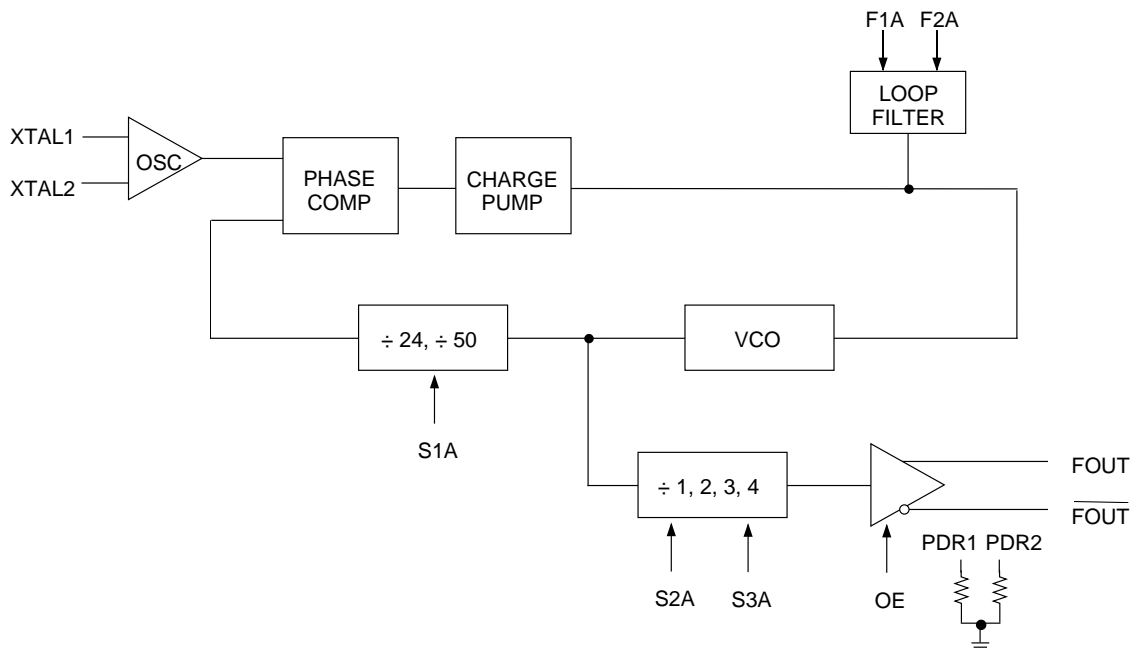 F1A F2A
LOOP
FILTER
XTAL1
OSC
XTAL2
PHASE
COMP
CHARGE
PUMP
÷ 24, ÷ 50
VCO
S1A
÷ 1, 2, 3, 4
FOUT
FOUT
PDR1 PDR2
S2A
S3A
OE